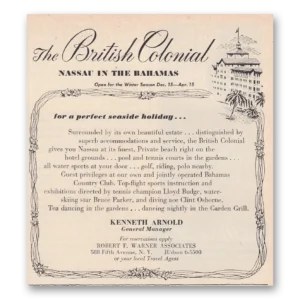 The British Colonial
NASSAU IN THE BAHAMAS
Open for the Winter Season Dec. 15—Apr. 15
for a perfect seaside holiday . . .
Surrounded by its own beautiful estate . . . distinguished by
superb accommodations and service, the British Colonial
gives you Nassau at its finest. Private beach right on the
hotel grounds . . . pool and tennis courts in the gardens . . .
all water sports at your door . . . golf, riding, polo nearby.
Guest privileges at our own and jointly operated Bahamas
Country Club. Top-flight sports instruction and
exhibitions directed by tennis champion Lloyd Budge, water-
ski star Bruce Parker, and diving ace Clint Osborne.
Tea dancing in the gardens . . . dancing nightly in the Garden Grill.
KENNETH ARNOLD
General Manager
For reservations apply
ROBERT F. WARNER ASSOCIATES
588 Fifth Avenue, N. Y.
or your local Travel Agent